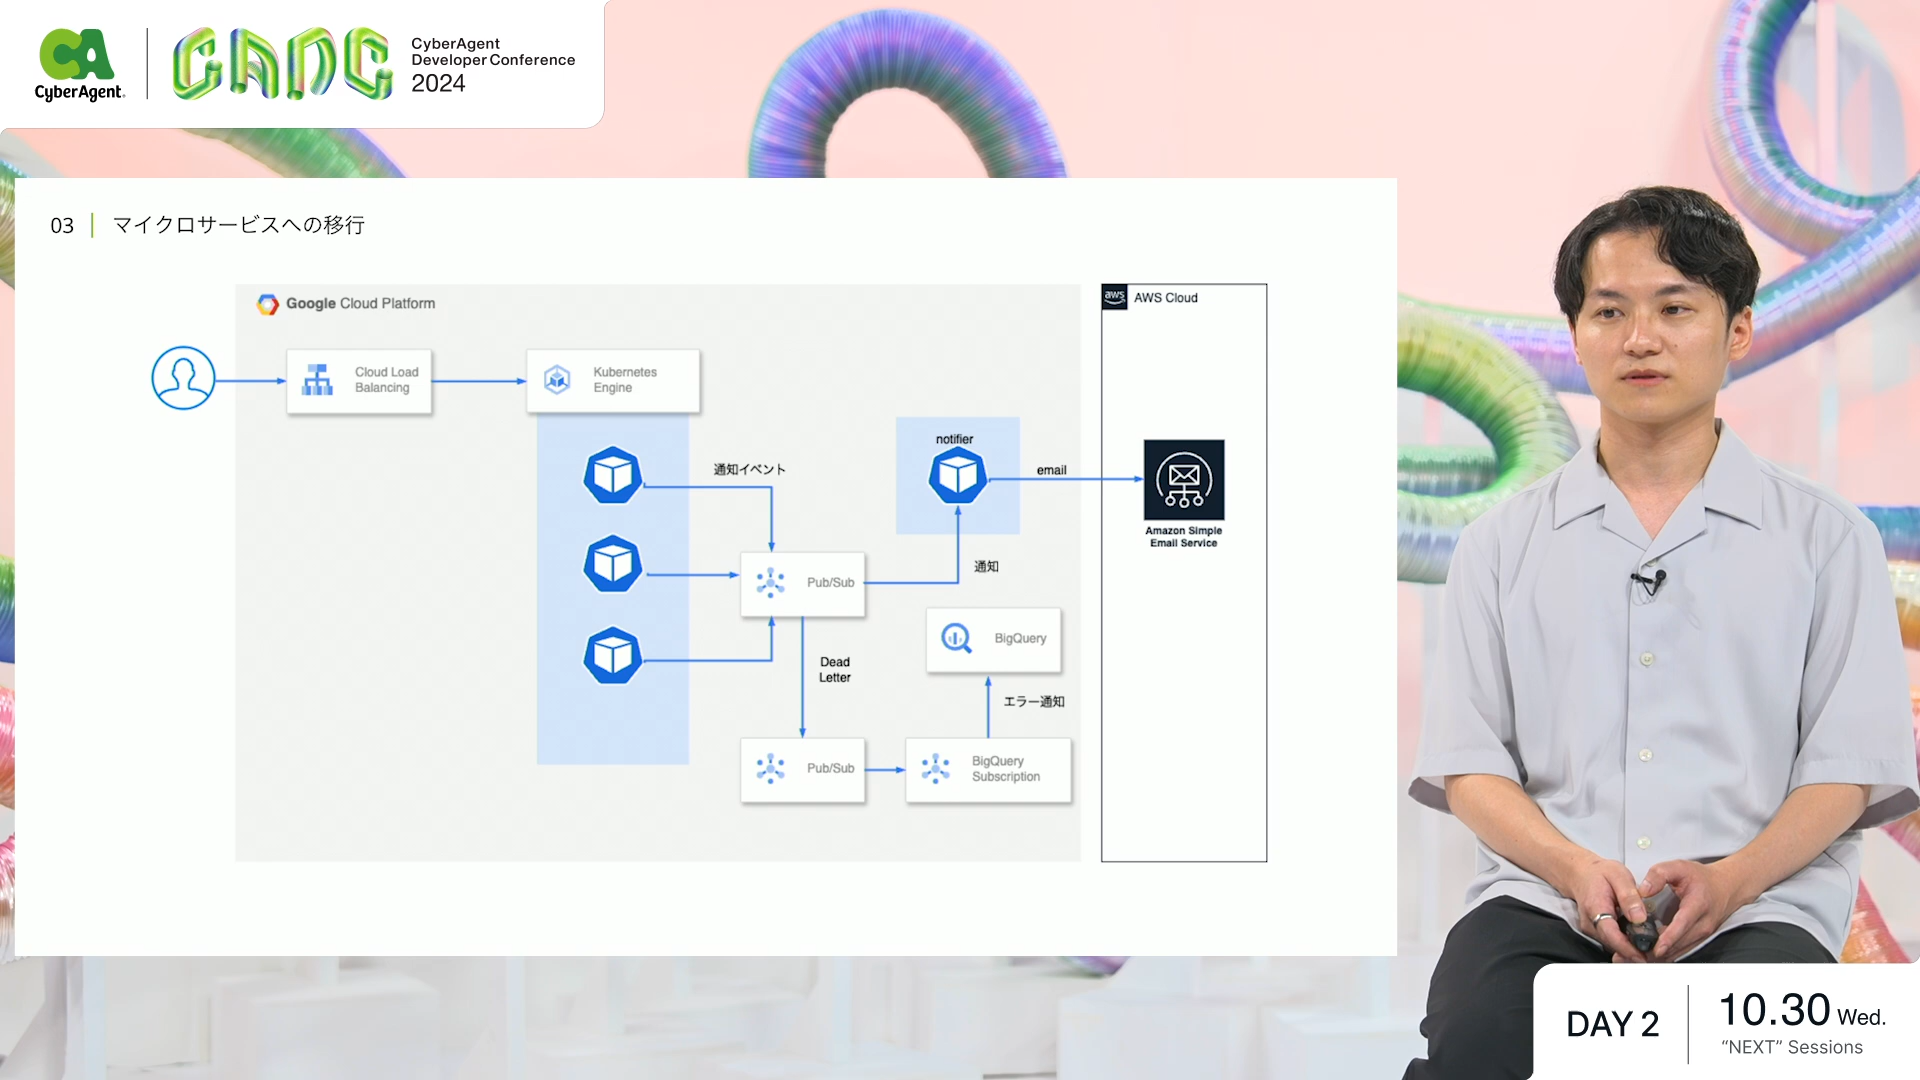 CyberAgent
CyberAgent
Developer Conference
2024
03
マイクロサービスへの移行
Google Cloud Platform
aws
AWS Cloud
Cloud Load
Balancing
Kubernetes
Engine
通知イベント
notifier
email
Amazon Simple
Email Service
Pub/Sub
通知
BigQuery
Dead
Letter
エラー通知
Pub/Sub
BigQuery
Subscription
DAY 2
10.30 Wed.
“NEXT” Sessions